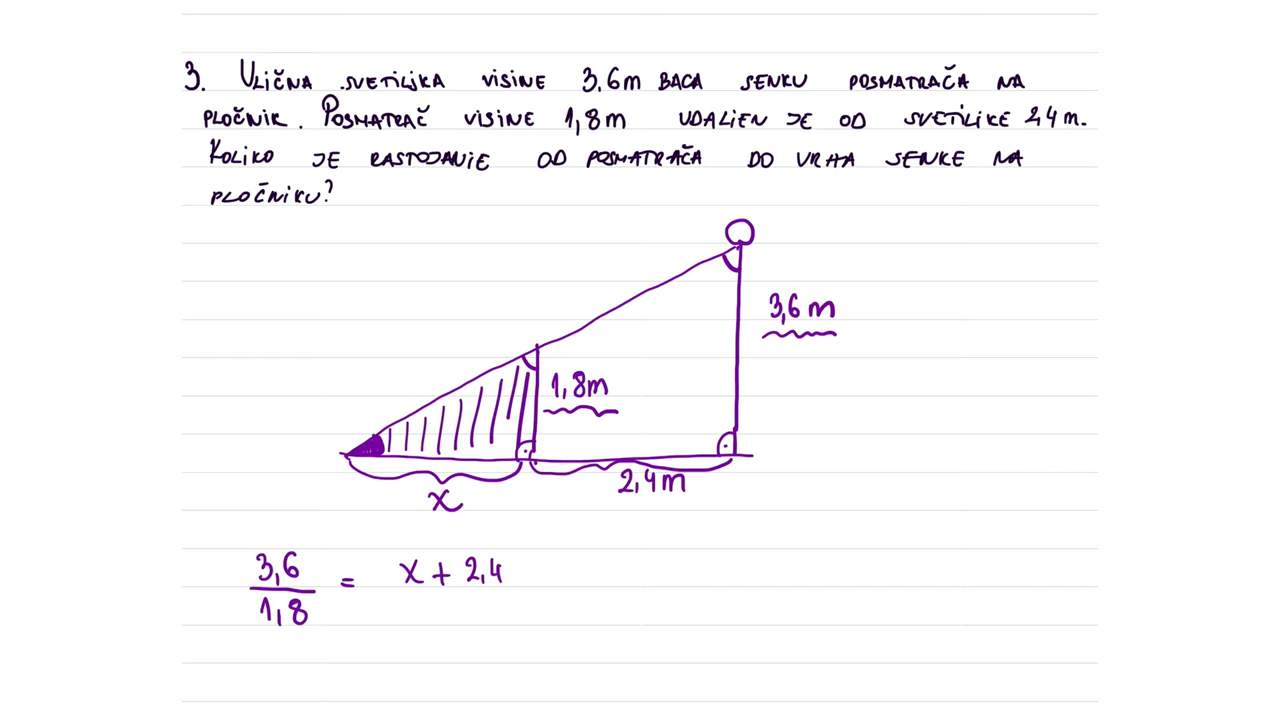 3. Ulična svetiljka visine 3,6m baca senku posmatrača na
pločnik. Posmatrač visine 1,8m udaljen je od svetiljke 2,4m.
Koliko je rastojanje od posmatrača do vrha senke na
pločniku?
3,6m
1,8m
2,4m
x
3,6
1,8
= x + 2,4